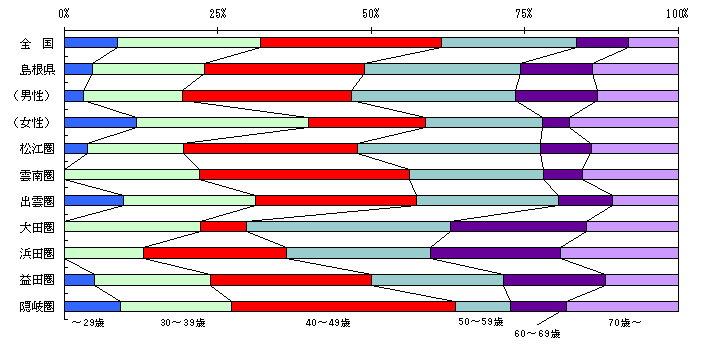 0% 25% 50% 75% 100%
全 国
島根県
(男性)
(女性)
松江圏
雲南圏
出雲圏
大田圏
浜田圏
益田圏
隠岐圏
～29歳 30～39歳 40～49歳 50～59歳 60～69歳 70歳～